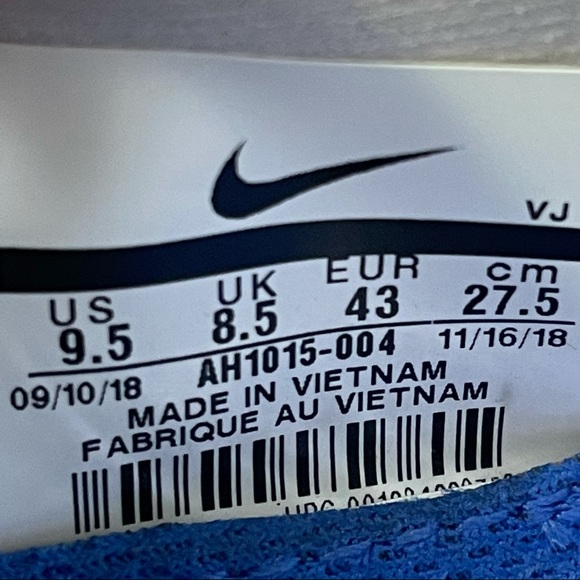 VJ
US UK EUR cm
9.5 8.5 43 27.5
09/10/18 AH1015-004 11/16/18
MADE IN VIETNAM
FABRIQUE AU VIETNAM
UPC